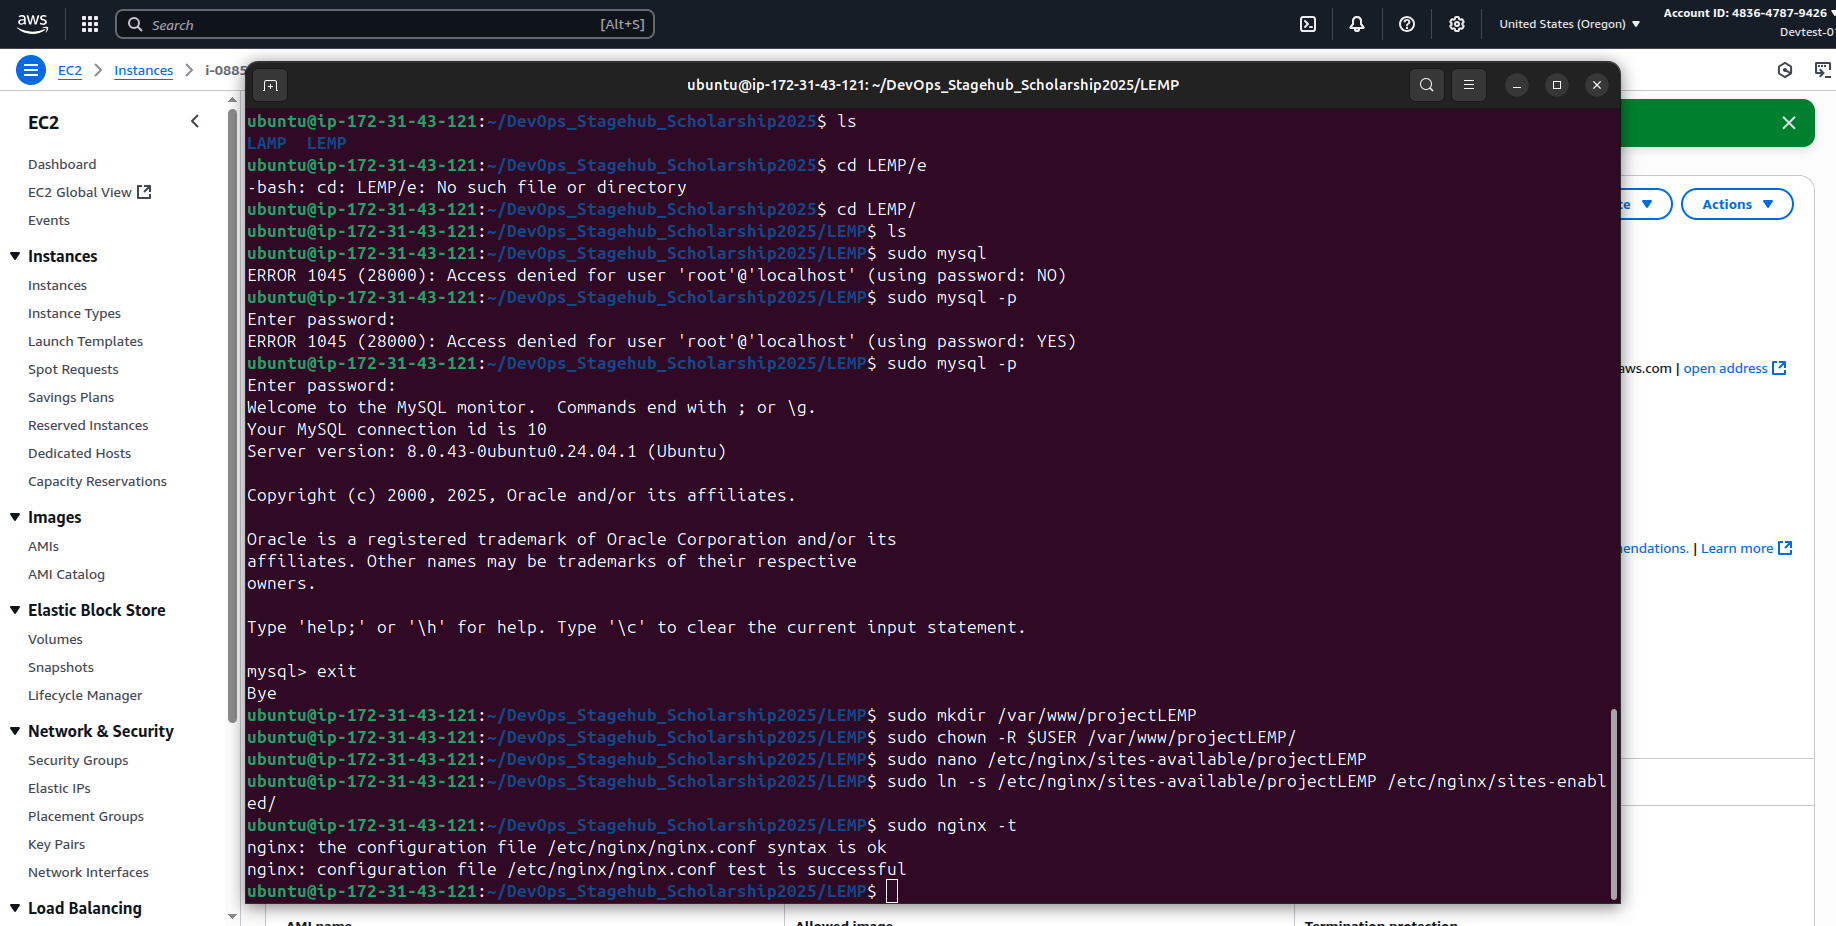 aws
Search
[Alt+S]
United States (Oregon)
Account ID: 4836-4787-9426
Devtest-0
EC2
Instances
i-0885
EC2
Dashboard
EC2 Global View
Events
Instances
Instances
Instance Types
Launch Templates
Spot Requests
Savings Plans
Reserved Instances
Dedicated Hosts
Capacity Reservations
Images
AMIs
AMI Catalog
Elastic Block Store
Volumes
Snapshots
Lifecycle Manager
Network & Security
Security Groups
Elastic IPs
Placement Groups
Key Pairs
Network Interfaces
Load Balancing
ubuntu@ip-172-31-43-121: ~/DevOps_Stagehub_Scholarship2025/LEMP
ubuntu@ip-172-31-43-121:~/DevOps_Stagehub_Scholarship2025$ ls
LAMP  LEMP
ubuntu@ip-172-31-43-121:~/DevOps_Stagehub_Scholarship2025$ cd LEMP/e
-bash: cd: LEMP/e: No such file or directory
ubuntu@ip-172-31-43-121:~/DevOps_Stagehub_Scholarship2025$ cd LEMP/
ubuntu@ip-172-31-43-121:~/DevOps_Stagehub_Scholarship2025/LEMP$ ls
ubuntu@ip-172-31-43-121:~/DevOps_Stagehub_Scholarship2025/LEMP$ sudo mysql
ERROR 1045 (28000): Access denied for user 'root'@'localhost' (using password: NO)
ubuntu@ip-172-31-43-121:~/DevOps_Stagehub_Scholarship2025/LEMP$ sudo mysql -p
Enter password:
ERROR 1045 (28000): Access denied for user 'root'@'localhost' (using password: YES)
ubuntu@ip-172-31-43-121:~/DevOps_Stagehub_Scholarship2025/LEMP$ sudo mysql -p
Enter password:
Welcome to the MySQL monitor.  Commands end with ; or \g.
Your MySQL connection id is 10
Server version: 8.0.43-0ubuntu0.24.04.1 (Ubuntu)
Copyright (c) 2000, 2025, Oracle and/or its affiliates.
Oracle is a registered trademark of Oracle Corporation and/or its
affiliates. Other names may be trademarks of their respective
owners.
Type 'help;' or '\h' for help. Type '\c' to clear the current input statement.
mysql> exit
Bye
ubuntu@ip-172-31-43-121:~/DevOps_Stagehub_Scholarship2025/LEMP$ sudo mkdir /var/www/projectLEMP
ubuntu@ip-172-31-43-121:~/DevOps_Stagehub_Scholarship2025/LEMP$ sudo chown -R $USER /var/www/projectLEMP/
ubuntu@ip-172-31-43-121:~/DevOps_Stagehub_Scholarship2025/LEMP$ sudo nano /etc/nginx/sites-available/projectLEMP
ubuntu@ip-172-31-43-121:~/DevOps_Stagehub_Scholarship2025/LEMP$ sudo ln -s /etc/nginx/sites-available/projectLEMP /etc/nginx/sites-enabl
ed/
ubuntu@ip-172-31-43-121:~/DevOps_Stagehub_Scholarship2025/LEMP$ sudo nginx -t
nginx: the configuration file /etc/nginx/nginx.conf syntax is ok
nginx: configuration file /etc/nginx/nginx.conf test is successful
ubuntu@ip-172-31-43-121:~/DevOps_Stagehub_Scholarship2025/LEMP$
te
Actions
aws.com | open address
endations. | Learn more
AMI name
Allowed image
Termination protection